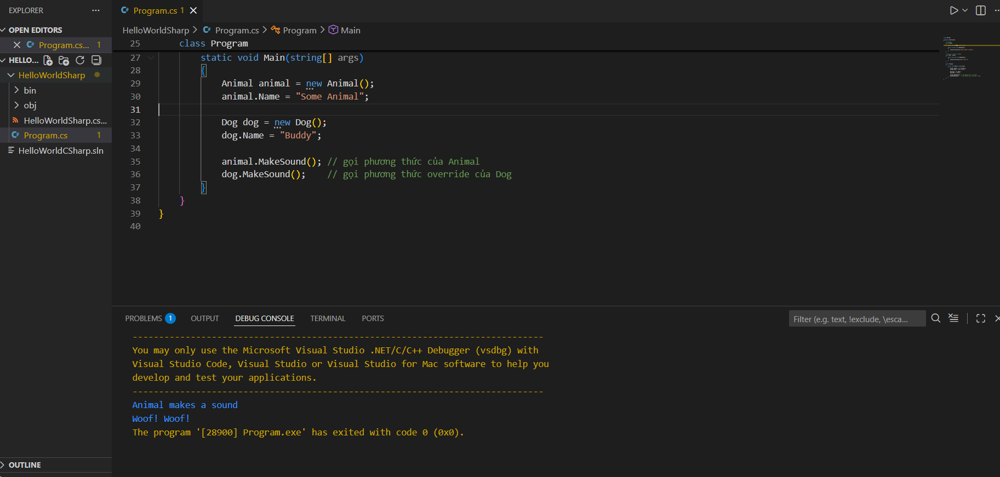 EXPLORER
Program.cs 1
OPEN EDITORS
Program.cs... 1
HELLO...
HelloWorldSharp
bin
obj
HelloWorldSharp.cs...
Program.cs 1
HelloWorldCSharp.sln
OUTLINE
HelloWorldSharp > Program.cs > Program > Main
25 class Program
27 static void Main(string[] args)
28 {
29 Animal animal = new Animal();
30 animal.Name = "Some Animal";
31
32 Dog dog = new Dog();
33 dog.Name = "Buddy";
34
35 animal.MakeSound(); // gọi phương thức của Animal
36 dog.MakeSound();    // gọi phương thức override của Dog
37 }
38 }
39 }
40
PROBLEMS 1 OUTPUT DEBUG CONSOLE TERMINAL PORTS
Filter (e.g. text, !exclude, \esca...
------------------------------------------------------------------------------
You may only use the Microsoft Visual Studio .NET/C/C++ Debugger (vsdbg) with
Visual Studio Code, Visual Studio or Visual Studio for Mac software to help you
develop and test your applications.
------------------------------------------------------------------------------
Animal makes a sound
Woof! Woof!
The program '[28900] Program.exe' has exited with code 0 (0x0).